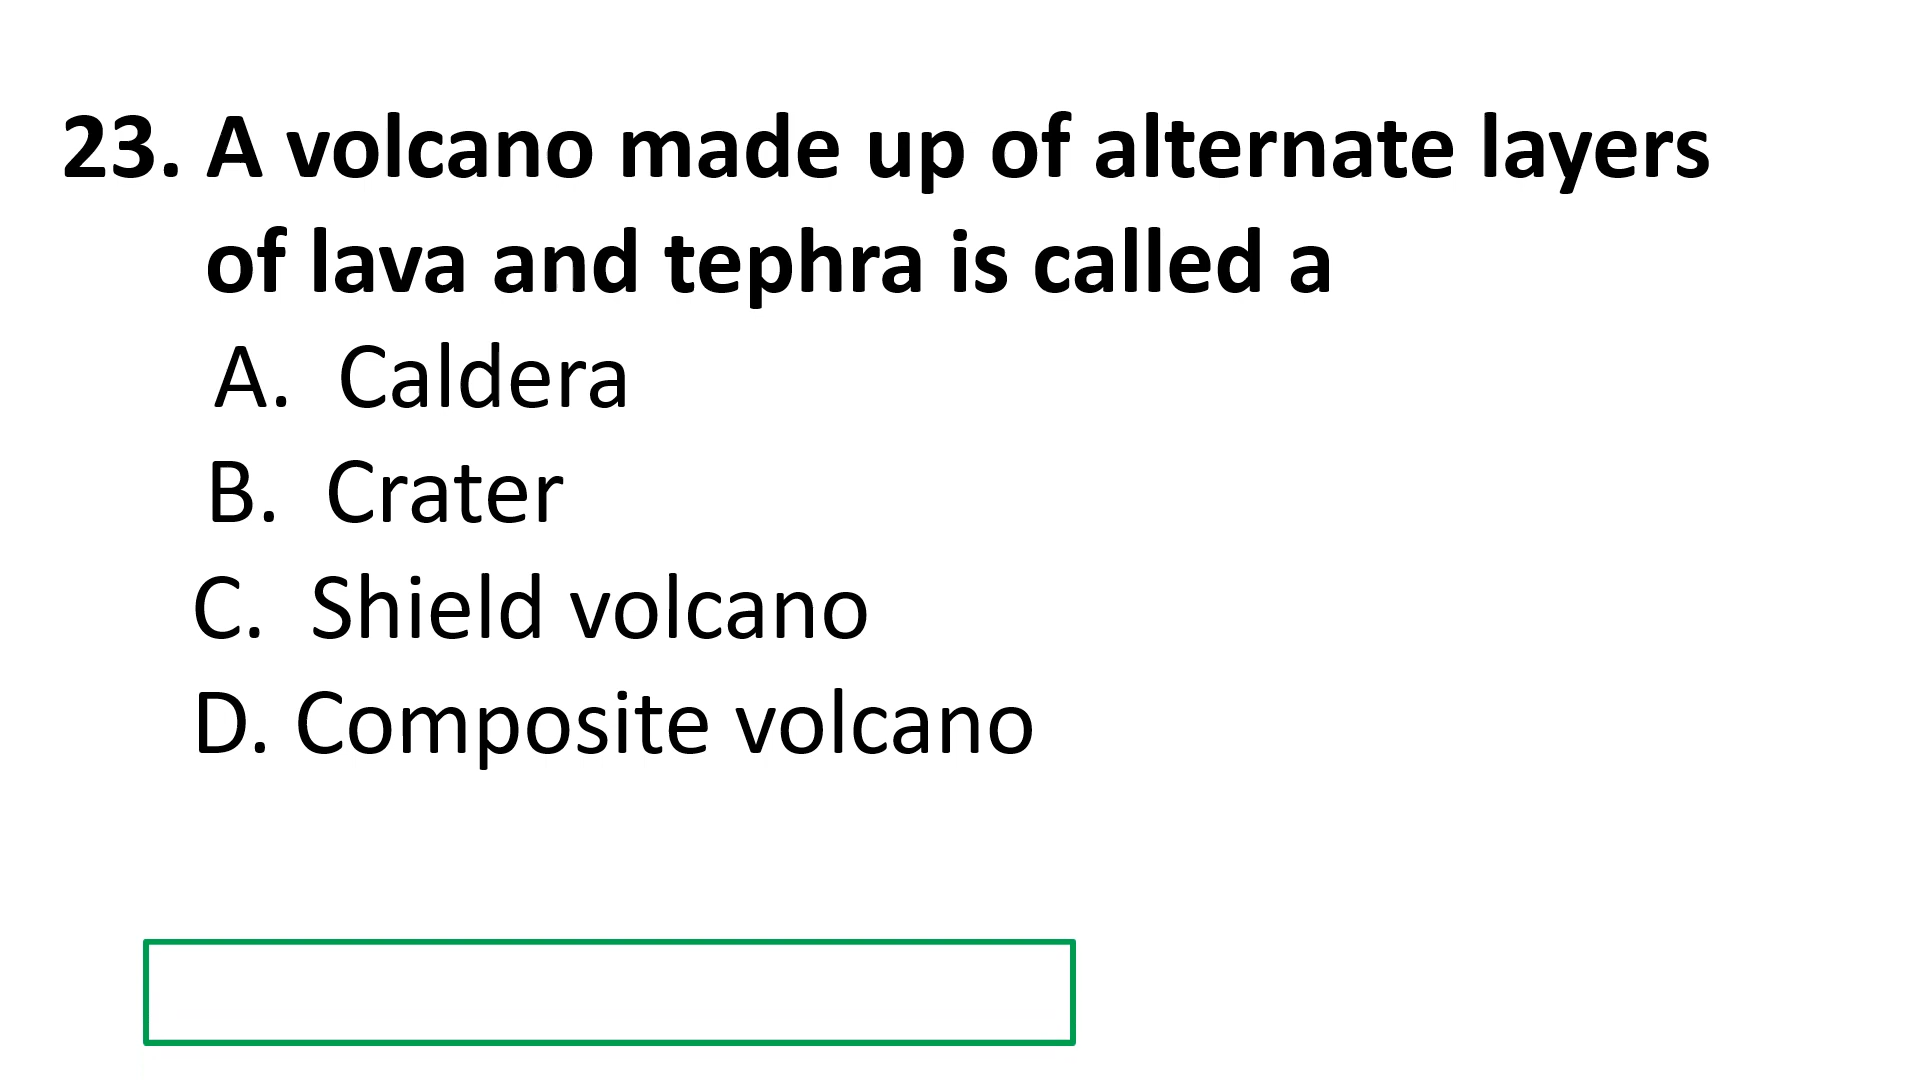 23. A volcano made up of alternate layers
of lava and tephra is called a
A. Caldera
B. Crater
C. Shield volcano
D. Composite volcano